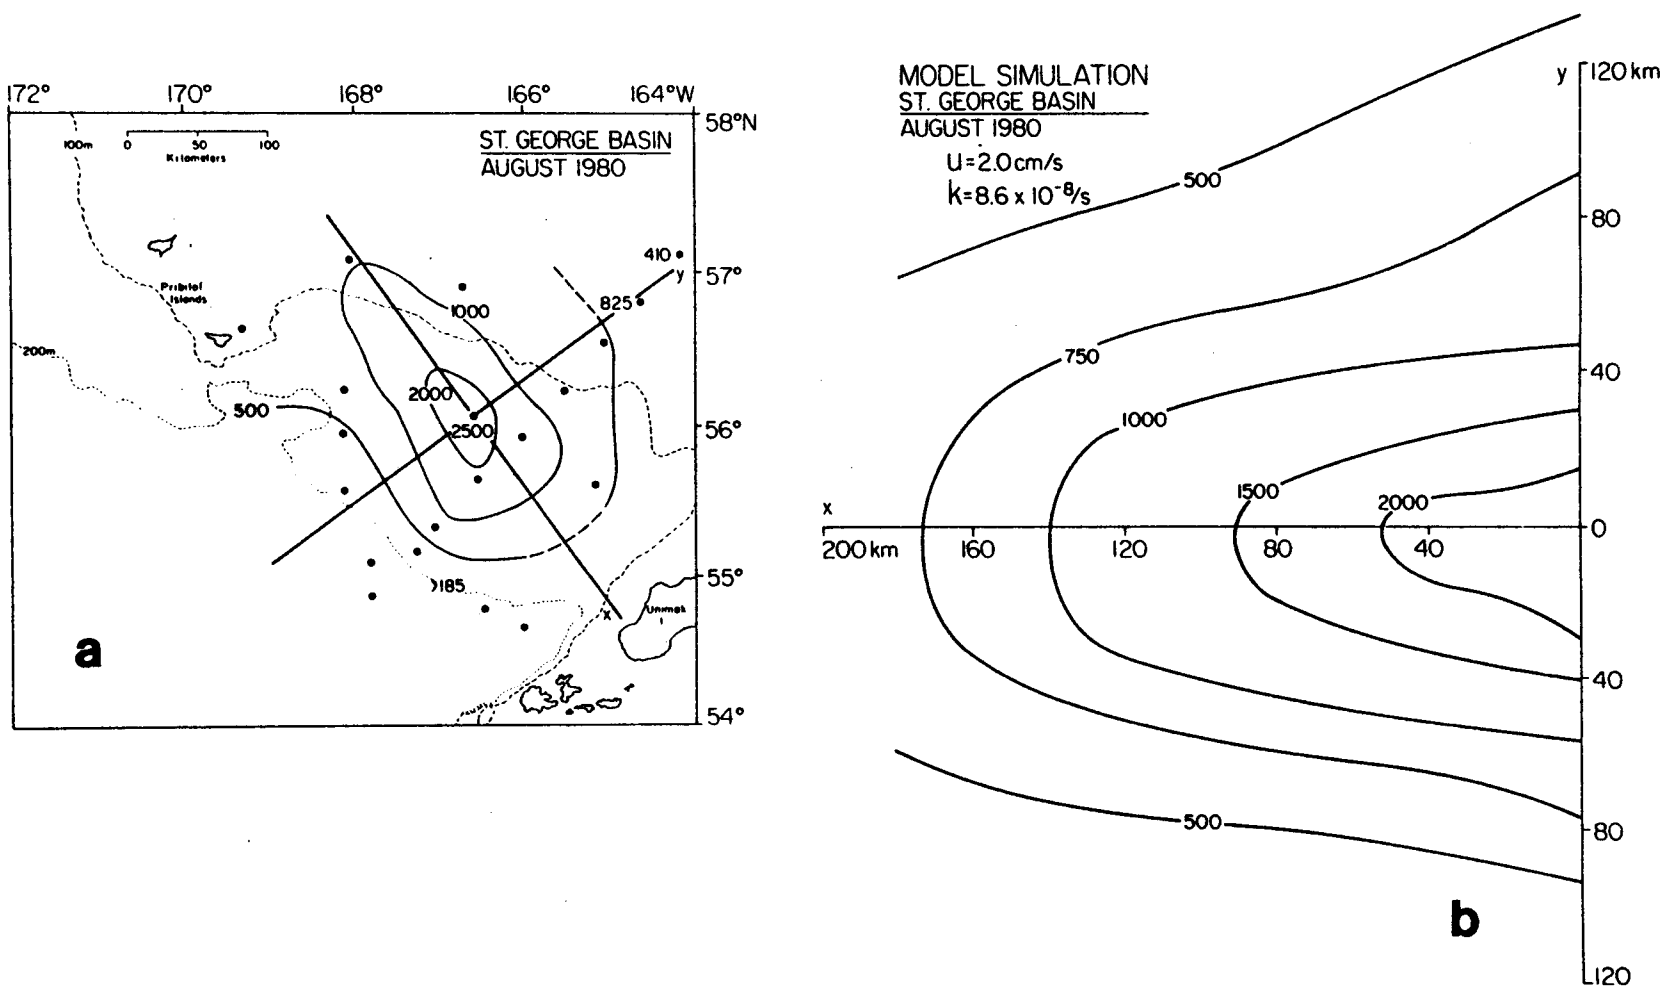 172° 170° 168° 166° 164°W
58°N
100m 0 50 100
Kilometers
ST. GEORGE BASIN
AUGUST 1980
410
57°
y
Pribilof
Islands
825
1000
200m
2000
500
2500
56°
55°
>185
x
Unimak
54°
a
MODEL SIMULATION
ST. GEORGE BASIN
AUGUST 1980
u=2.0cm/s
k=8.6 x 10⁻⁸/s
y 120 km
500
80
750
40
1000
1500
2000
x
0
200 km 160 120 80 40
40
500
80
b
120